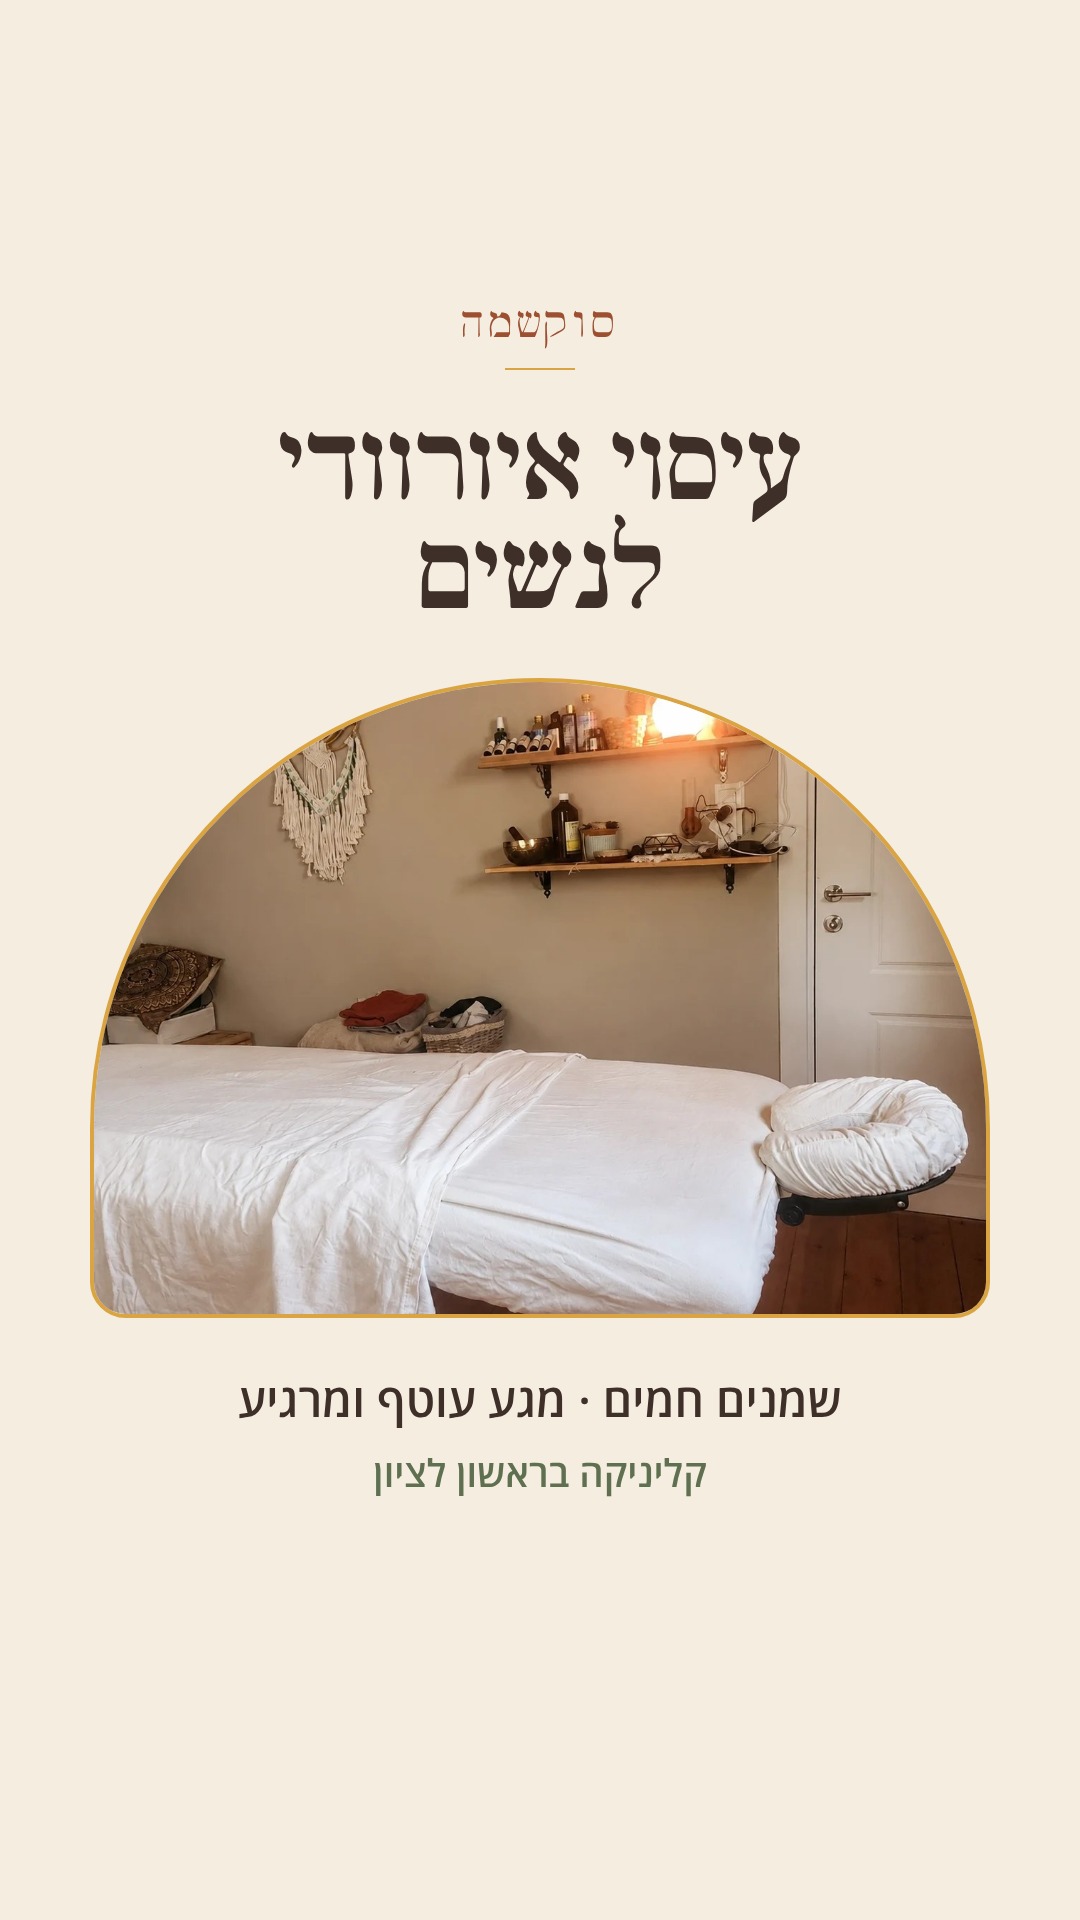 סוקשמה
עיסוי איורוודי
לנשים
שמנים חמים · מגע עוטף ומרגיע
קליניקה בראשון לציון